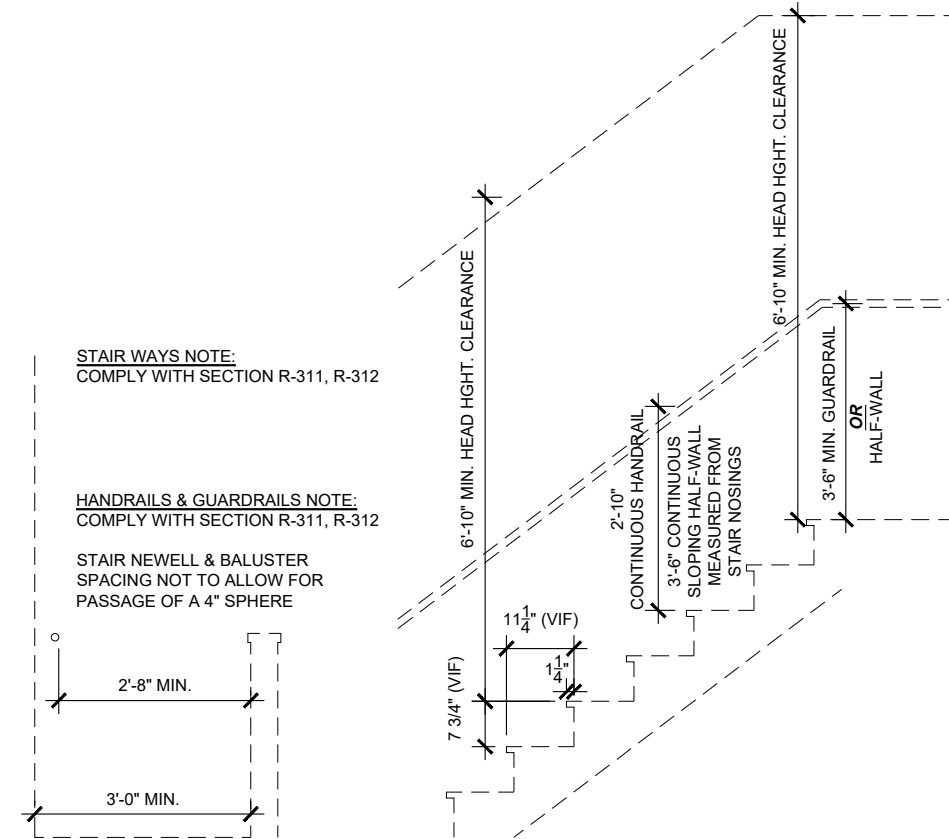 STAIR WAYS NOTE:
COMPLY WITH SECTION R-311, R-312
HANDRAILS & GUARDRAILS NOTE:
COMPLY WITH SECTION R-311, R-312
STAIR NEWELL & BALUSTER
SPACING NOT TO ALLOW FOR
PASSAGE OF A 4" SPHERE
2'-8" MIN.
3'-0" MIN.
6'-10" MIN. HEAD HGHT. CLEARANCE
7 3/4" (VIF)
11 1/4" (VIF)
1 1/4"
2'-10"
CONTINUOUS HANDRAIL
3'-6" CONTINUOUS
SLOPING HALF-WALL
MEASURED FROM
STAIR NOSINGS
6'-10" MIN. HEAD HGHT. CLEARANCE
3'-6" MIN. GUARDRAIL
OR
HALF-WALL